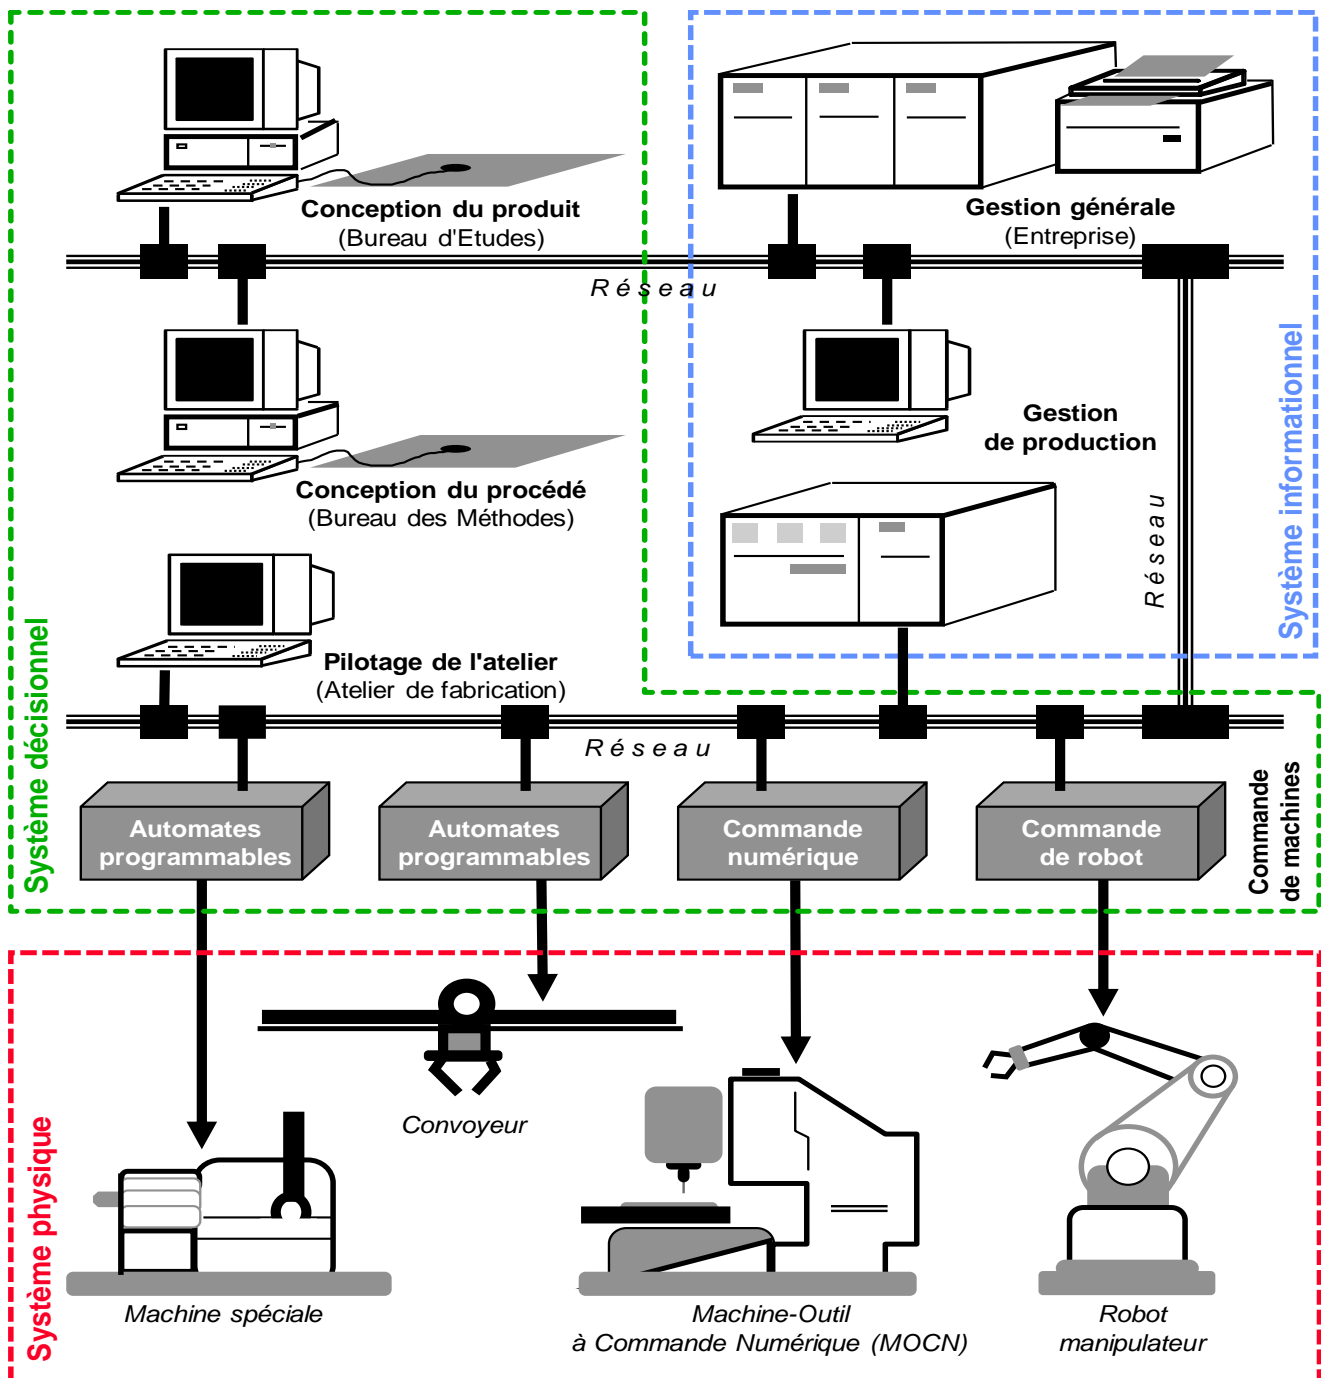 Conception du produit
(Bureau d'Etudes)
Gestion générale
(Entreprise)
Réseau
Conception du procédé
(Bureau des Méthodes)
Gestion
de production
Réseau
Système informationnel
Pilotage de l'atelier
(Atelier de fabrication)
Système décisionnel
Réseau
Automates
programmables
Automates
programmables
Commande
numérique
Commande
de robot
Commande
de machines
Système physique
Convoyeur
Machine spéciale
Machine-Outil
à Commande Numérique (MOCN)
Robot
manipulateur